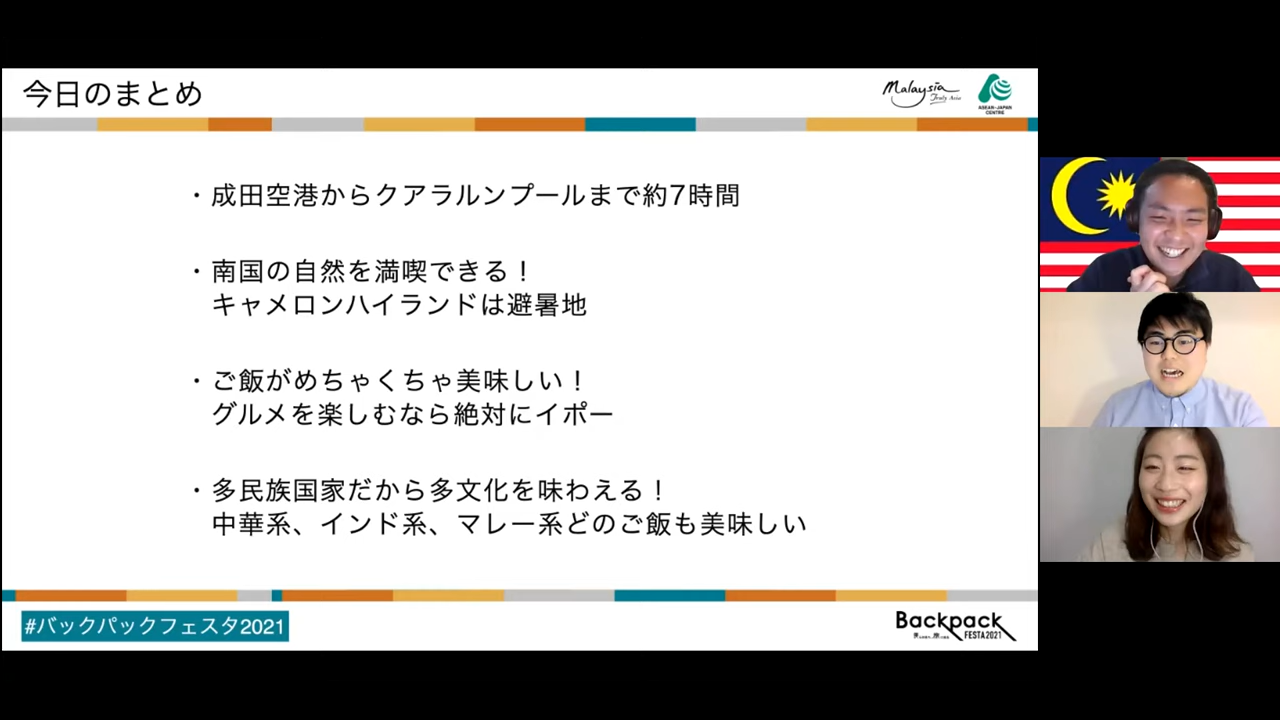 今日のまとめ
Malaysia
Truly Asia
ASEAN-JAPAN
CENTRE
・成田空港からクアラルンプールまで約7時間
・南国の自然を満喫できる！
キャメロンハイランドは避暑地
・ご飯がめちゃくちゃ美味しい！
グルメを楽しむなら絶対にイポー
・多民族国家だから多文化を味わえる！
中華系、インド系、マレー系どのご飯も美味しい
#バックパックフェスタ2021
Backpack
FESTA2021